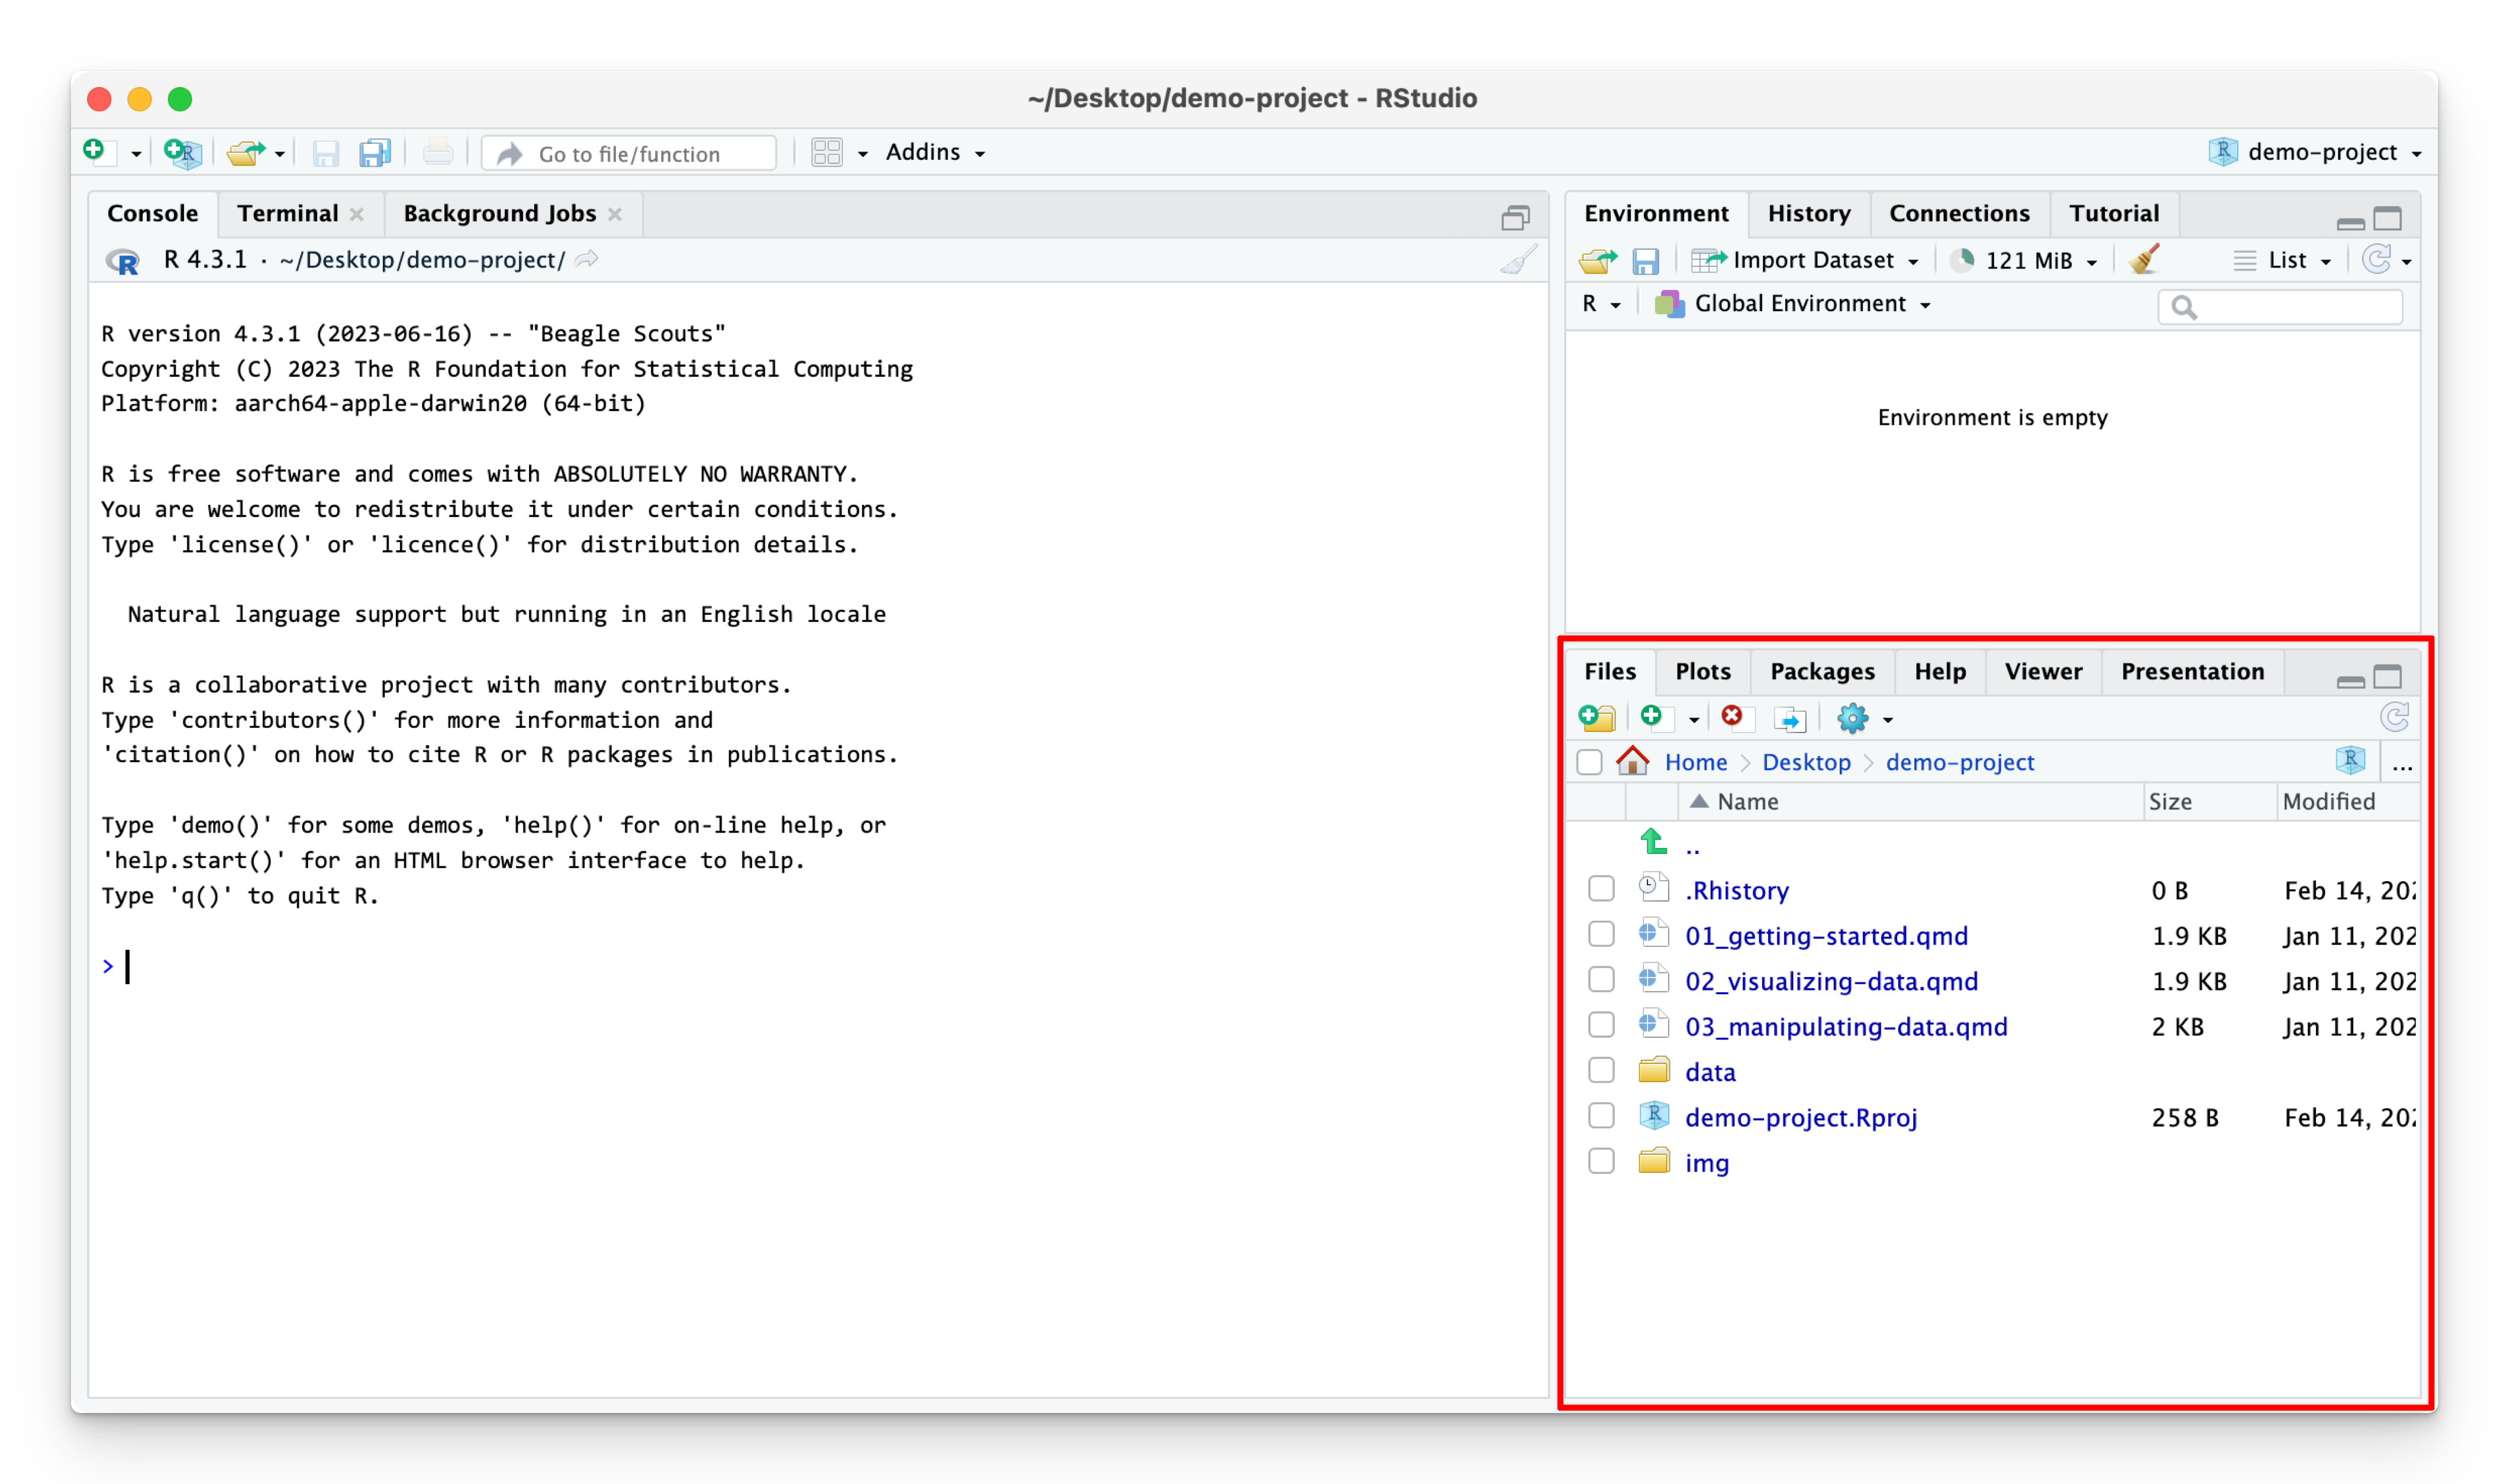 ~/Desktop/demo-project - RStudio
Go to file/function
Addins
demo-project
Console Terminal Background Jobs
R 4.3.1 · ~/Desktop/demo-project/
R version 4.3.1 (2023-06-16) -- "Beagle Scouts"
Copyright (C) 2023 The R Foundation for Statistical Computing
Platform: aarch64-apple-darwin20 (64-bit)
R is free software and comes with ABSOLUTELY NO WARRANTY.
You are welcome to redistribute it under certain conditions.
Type 'license()' or 'licence()' for distribution details.
Natural language support but running in an English locale
R is a collaborative project with many contributors.
Type 'contributors()' for more information and
'citation()' on how to cite R or R packages in publications.
Type 'demo()' for some demos, 'help()' for on-line help, or
'help.start()' for an HTML browser interface to help.
Type 'q()' to quit R.
>
Environment History Connections Tutorial
Import Dataset 121 MiB List
R Global Environment
Environment is empty
Files Plots Packages Help Viewer Presentation
Home Desktop demo-project ...
Name Size Modified
..
.Rhistory 0 B Feb 14,
01_getting-started.qmd 1.9 KB Jan 11,
02_visualizing-data.qmd 1.9 KB Jan 11,
03_manipulating-data.qmd 2 KB Jan 11,
data
demo-project.Rproj 258 B Feb 14,
img